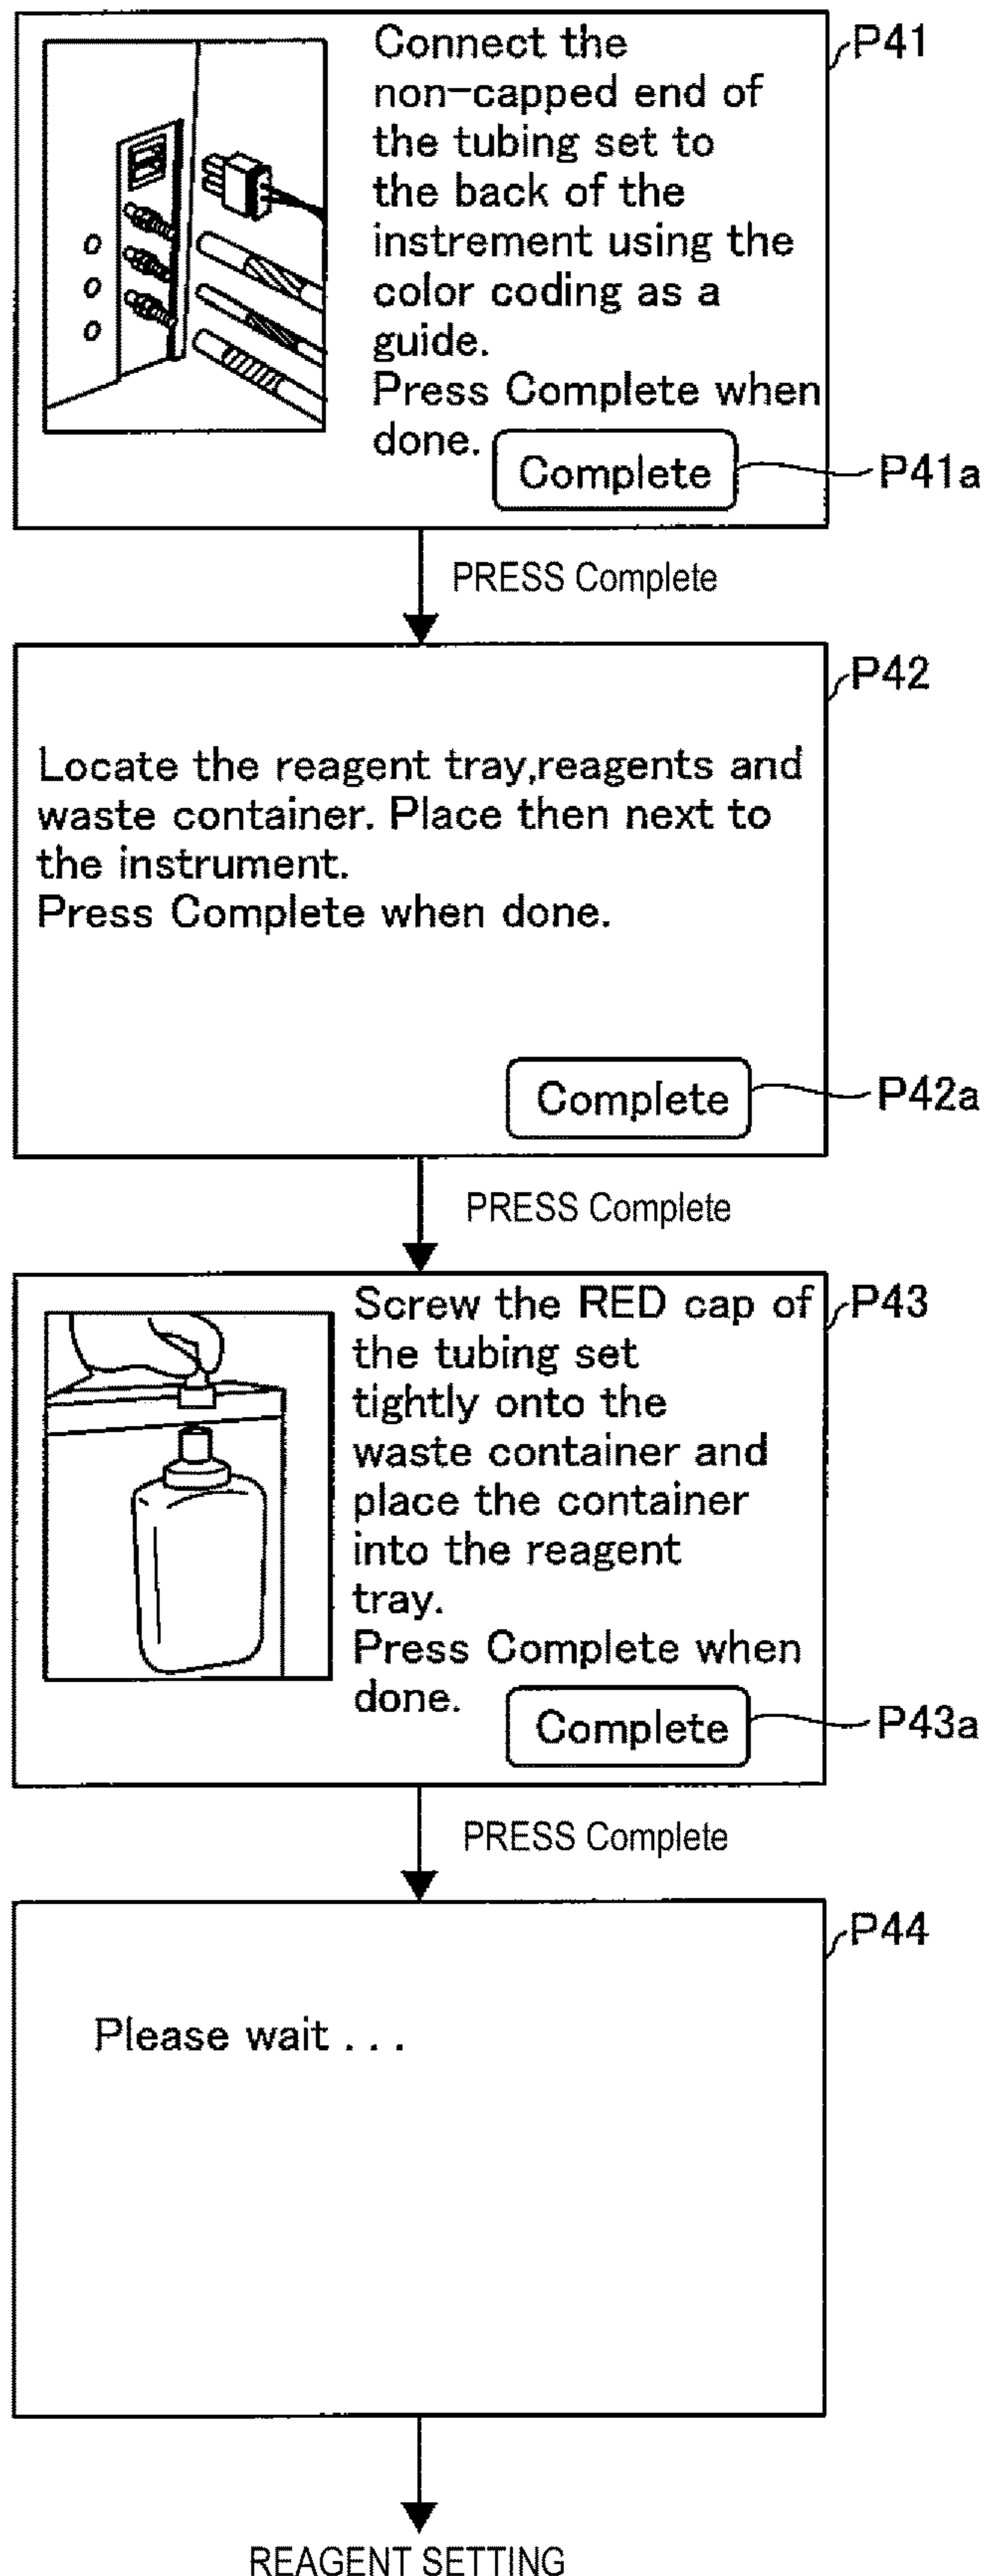 Connect the
non-capped end of
the tubing set to
the back of the
instrement using the
color coding as a
guide.
Press Complete when
done.
Complete
P41
P41a
PRESS Complete
Locate the reagent tray,reagents and
waste container. Place then next to
the instrument.
Press Complete when done.
Complete
P42
P42a
PRESS Complete
Screw the RED cap of
the tubing set
tightly onto the
waste container and
place the container
into the reagent
tray.
Press Complete when
done.
Complete
P43
P43a
PRESS Complete
Please wait . . .
P44
REAGENT SETTING